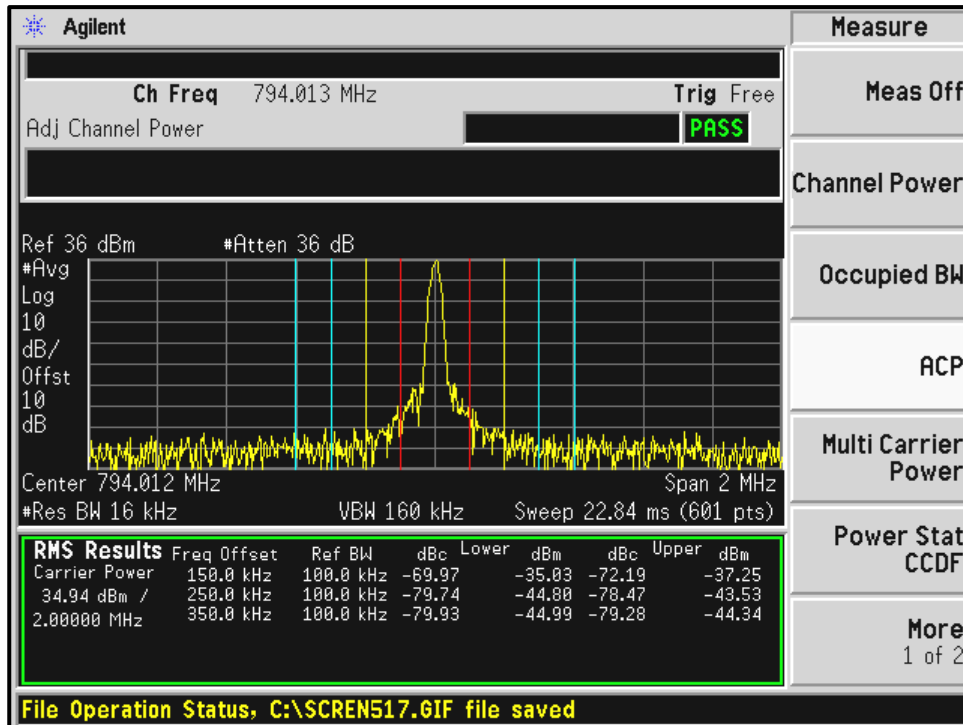 Agilent
Measure
Ch Freq 794.013 MHz Trig Free
Adj Channel Power PASS
Meas Off
Channel Power
Ref 36 dBm #Atten 36 dB
#Avg
Log
10
dB/
Offst
10
dB
Occupied BW
ACP
Multi Carrier
Power
Center 794.012 MHz Span 2 MHz
#Res BW 16 kHz VBW 160 kHz Sweep 22.84 ms (601 pts)
RMS Results Freq Offset Ref BW dBc Lower dBm dBc Upper dBm
Carrier Power 150.0 kHz 100.0 kHz -69.97 -35.03 -72.19 -37.25
34.94 dBm / 250.0 kHz 100.0 kHz -79.74 -44.80 -78.47 -43.53
2.00000 MHz 350.0 kHz 100.0 kHz -79.93 -44.99 -79.28 -44.34
Power Stat
CCDF
More
1 of 2
File Operation Status, C:\SCREN517.GIF file saved